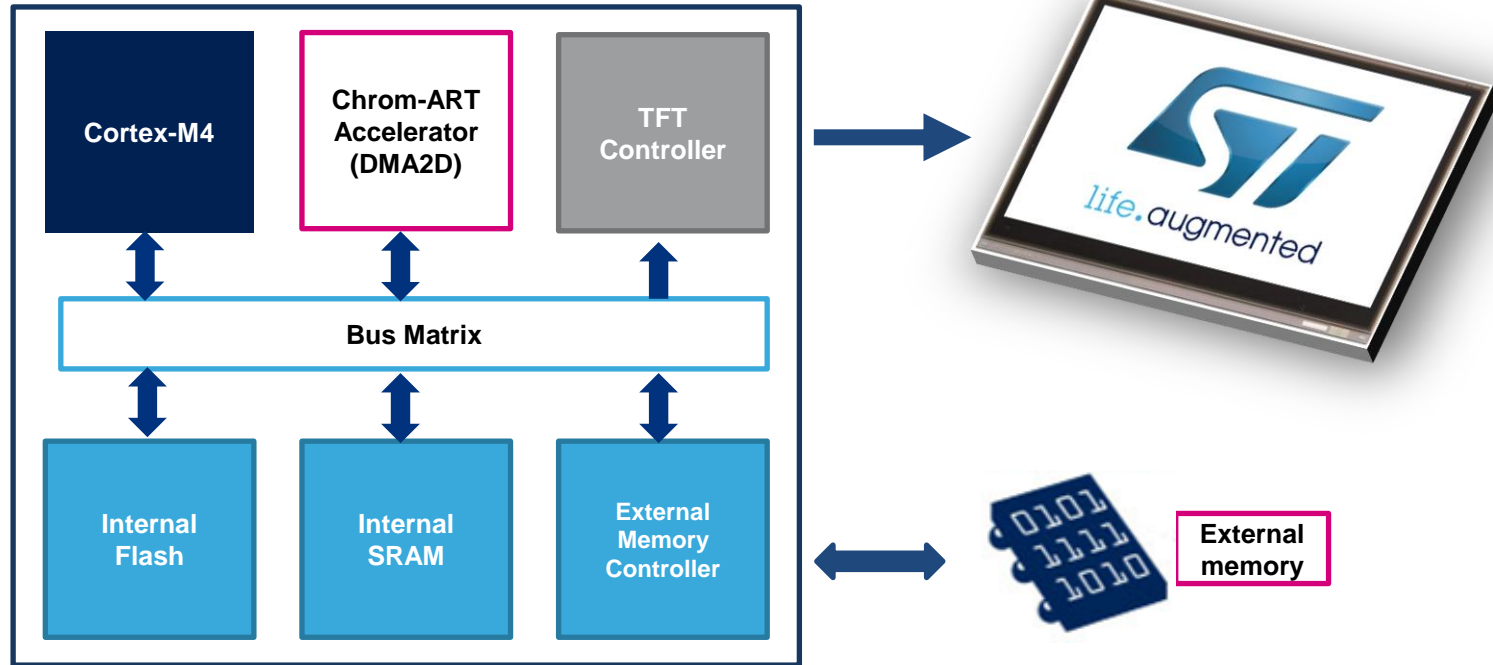 Cortex-M4
Chrom-ART
Accelerator
(DMA2D)
TFT
Controller
ST
life.augmented
Bus Matrix
Internal
Flash
Internal
SRAM
External
Memory
Controller
0101
1111
1010
External
memory